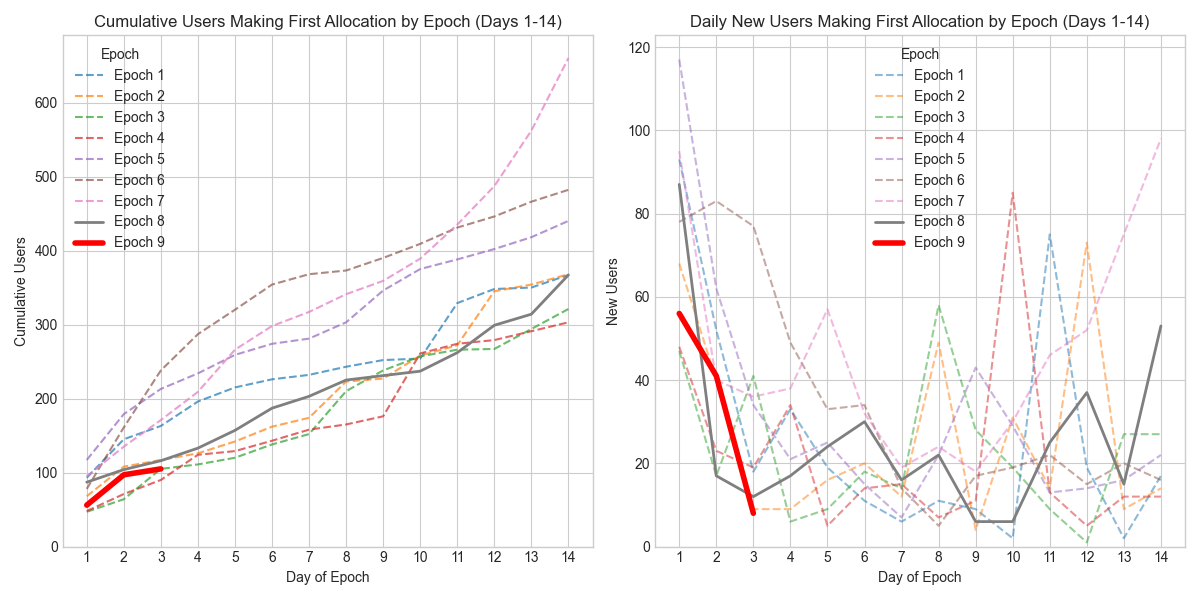 Cumulative Users Making First Allocation by Epoch (Days 1-14)
Cumulative Users
600
500
400
300
200
100
0
Epoch
Epoch 1
Epoch 2
Epoch 3
Epoch 4
Epoch 5
Epoch 6
Epoch 7
Epoch 8
Epoch 9
1 2 3 4 5 6 7 8 9 10 11 12 13 14
Day of Epoch
Daily New Users Making First Allocation by Epoch (Days 1-14)
New Users
120
100
80
60
40
20
0
Epoch
Epoch 1
Epoch 2
Epoch 3
Epoch 4
Epoch 5
Epoch 6
Epoch 7
Epoch 8
Epoch 9
1 2 3 4 5 6 7 8 9 10 11 12 13 14
Day of Epoch